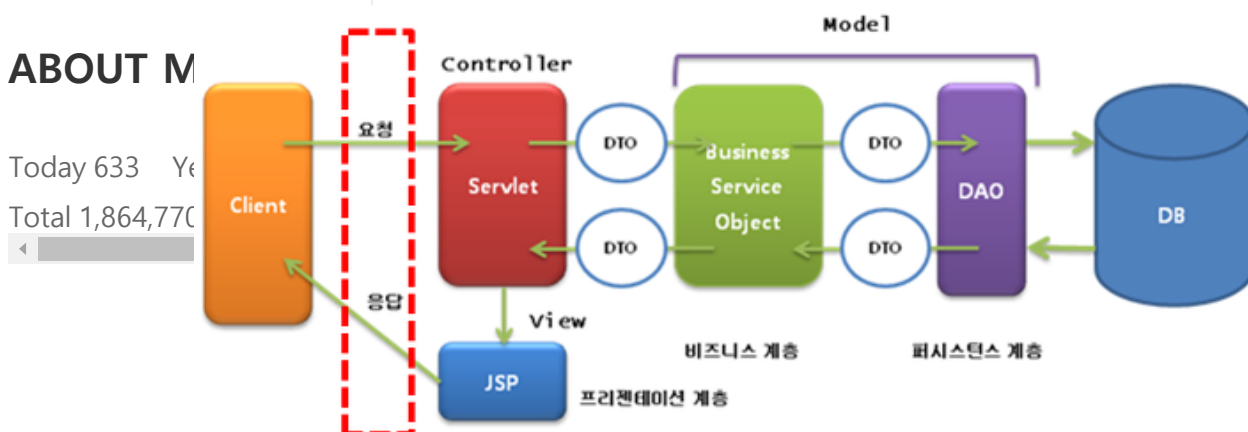 Model
ABOUT M
Controller
요청
DTO
DTO
Today 633 Ye
Business
Service
Object
Servlet
DAO
Client
Total 1,864,770
DB
DTO
DTO
응답
View
비즈니스 계층
퍼시스턴스 계층
JSP
프리젠테이션 계층